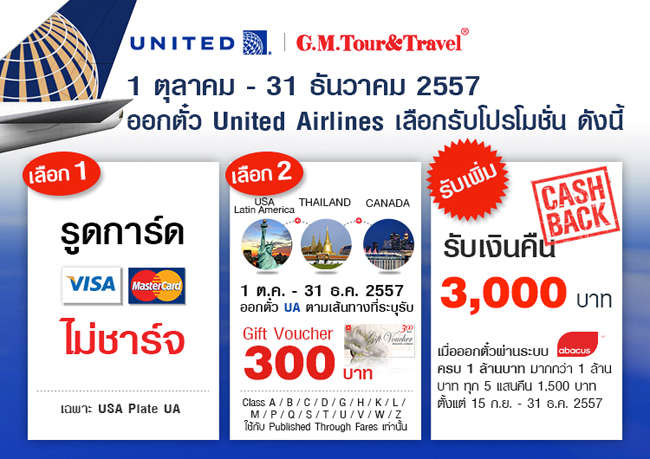 UNITED G.M.Tour&Travel®
1 ตุลาคม - 31 ธันวาคม 2557
ออกตั๋ว United Airlines เลือกรับโปรโมชั่น ดังนี้
เลือก 1
รูดการ์ด
VISA MasterCard
ไม่ชาร์จ
เฉพาะ USA Plate UA
เลือก 2
USA THAILAND CANADA
Latin America
1 ต.ค. - 31 ธ.ค. 2557
ออกตั๋ว UA ตามเส้นทางที่ระบุรับ
Gift Voucher
300 บาท
300
Gift Voucher
Class A / B / C / D / G / H / K / L /
M / P / Q / S / T / U / V / W / Z
ใช้กับ Published Through Fares เท่านั้น
รับเพิ่ม
CASH
BACK
รับเงินคืน
3,000 บาท
เมื่อออกตั๋วผ่านระบบ abacus
ครบ 1 ล้านบาท มากกว่า 1 ล้าน
บาท ทุก 5 แสนคืน 1,500 บาท
ตั้งแต่ 15 ก.ย. - 31 ธ.ค. 2557